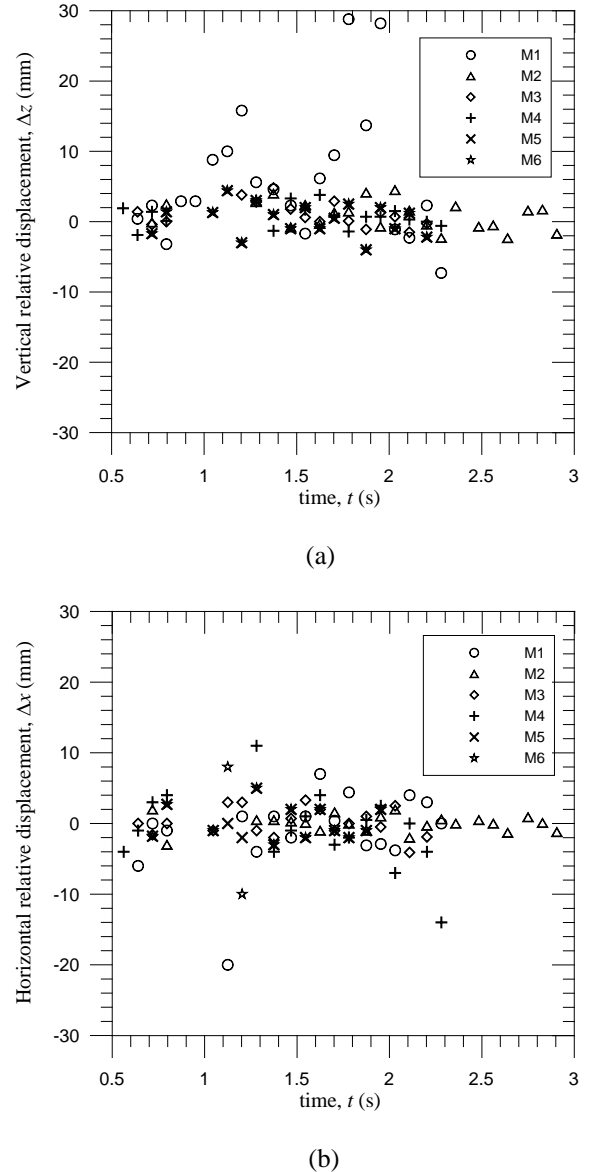 30
20
10
0
-10
-20
-30
Vertical relative displacement, Δz (mm)
M1
M2
M3
M4
M5
M6
0.5 1 1.5 2 2.5 3
time, t (s)
(a)
30
20
10
0
-10
-20
-30
Horizontal relative displacement, Δx (mm)
M1
M2
M3
M4
M5
M6
0.5 1 1.5 2 2.5 3
time, t (s)
(b)